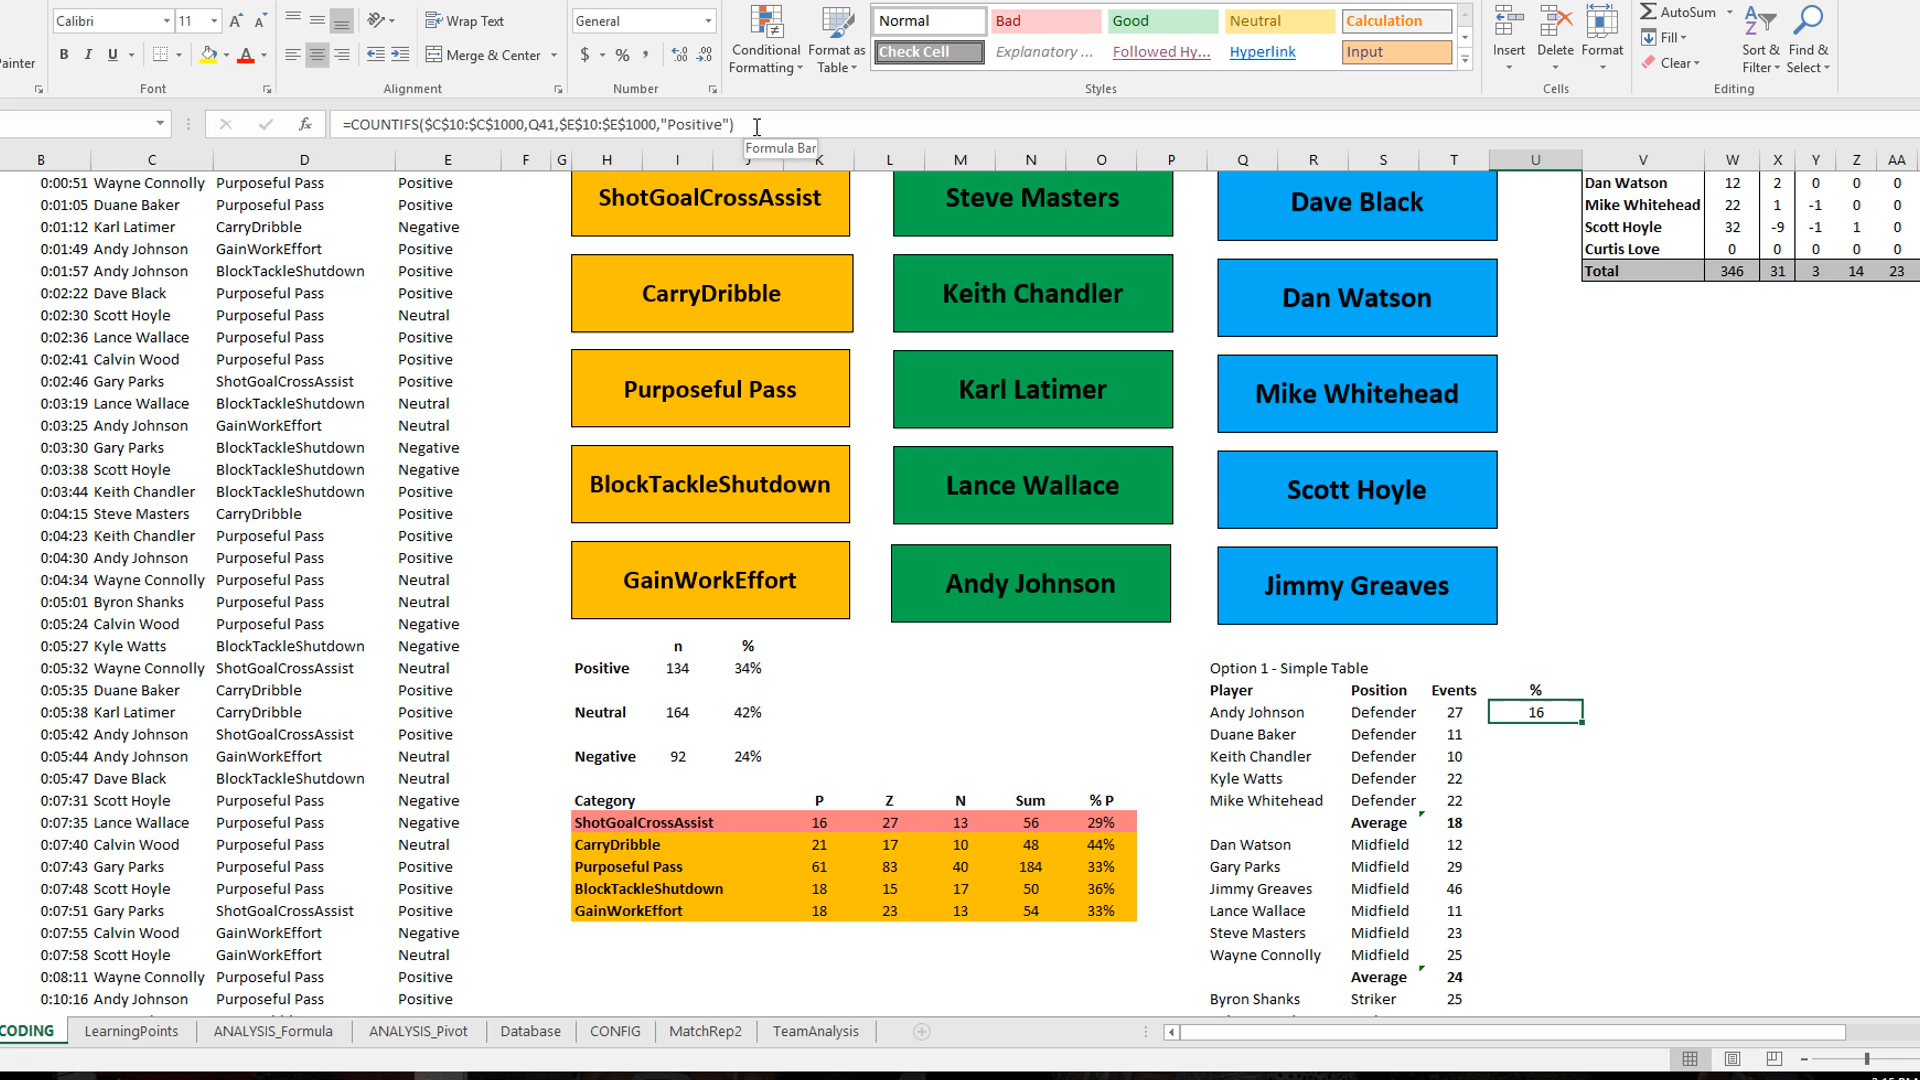 Calibri 11 A A Wrap Text General Normal Bad Good Neutral Calculation AutoSum
Painter B I U A Merge & Center $ % , Conditional Formatting Format as Table Check Cell Explanatory ... Followed Hy... Hyperlink Input Insert Delete Format Fill Clear Sort & Filter Find & Select
Font Alignment Number Styles Cells Editing
fx =COUNTIFS($C$10:$C$1000,Q41,$E$10:$E$1000,"Positive")
Formula Bar
B C D E F G H I J K L M N O P Q R S T U V W X Y Z AA
0:00:51 Wayne Connolly Purposeful Pass Positive
0:01:05 Duane Baker Purposeful Pass Positive
0:01:12 Karl Latimer CarryDribble Negative
0:01:49 Andy Johnson GainWorkEffort Positive
0:01:57 Andy Johnson BlockTackleShutdown Positive
0:02:22 Dave Black Purposeful Pass Positive
0:02:30 Scott Hoyle Purposeful Pass Neutral
0:02:36 Lance Wallace Purposeful Pass Positive
0:02:41 Calvin Wood Purposeful Pass Positive
0:02:46 Gary Parks ShotGoalCrossAssist Positive
0:03:19 Lance Wallace BlockTackleShutdown Neutral
0:03:25 Andy Johnson GainWorkEffort Neutral
0:03:30 Gary Parks BlockTackleShutdown Negative
0:03:38 Scott Hoyle BlockTackleShutdown Negative
0:03:44 Keith Chandler BlockTackleShutdown Positive
0:04:15 Steve Masters CarryDribble Negative
0:04:23 Keith Chandler Purposeful Pass Positive
0:04:30 Andy Johnson Purposeful Pass Positive
0:04:34 Wayne Connolly Purposeful Pass Neutral
0:05:01 Byron Shanks Purposeful Pass Neutral
0:05:24 Calvin Wood Purposeful Pass Negative
0:05:27 Kyle Watts BlockTackleShutdown Negative
0:05:32 Wayne Connolly ShotGoalCrossAssist Neutral
0:05:35 Duane Baker CarryDribble Positive
0:05:38 Karl Latimer CarryDribble Positive
0:05:42 Andy Johnson ShotGoalCrossAssist Positive
0:05:44 Andy Johnson GainWorkEffort Neutral
0:05:47 Dave Black BlockTackleShutdown Neutral
0:07:31 Scott Hoyle Purposeful Pass Negative
0:07:35 Lance Wallace Purposeful Pass Negative
0:07:40 Calvin Wood Purposeful Pass Neutral
0:07:43 Gary Parks Purposeful Pass Positive
0:07:48 Scott Hoyle Purposeful Pass Positive
0:07:51 Gary Parks ShotGoalCrossAssist Positive
0:07:55 Calvin Wood GainWorkEffort Negative
0:07:58 Scott Hoyle GainWorkEffort Neutral
0:08:11 Wayne Connolly Purposeful Pass Positive
0:10:16 Andy Johnson Purposeful Pass Positive
ShotGoalCrossAssist Steve Masters Dave Black
CarryDribble Keith Chandler Dan Watson
Purposeful Pass Karl Latimer Mike Whitehead
BlockTackleShutdown Lance Wallace Scott Hoyle
GainWorkEffort Andy Johnson Jimmy Greaves
Dan Watson 12 2 0 0 0
Mike Whitehead 22 1 -1 0 0
Scott Hoyle 32 -9 -1 1 0
Curtis Love 0 0 0 0 0
Total 346 31 3 14 23
n %
Positive 134 34%
Neutral 164 42%
Negative 92 24%
Category P Z N Sum % P
ShotGoalCrossAssist 16 27 13 56 29%
CarryDribble 21 17 10 48 44%
Purposeful Pass 61 83 40 184 33%
BlockTackleShutdown 18 15 17 50 36%
GainWorkEffort 18 23 13 54 33%
Option 1 - Simple Table
Player Position Events %
Andy Johnson Defender 27 16
Duane Baker Defender 11
Keith Chandler Defender 10
Kyle Watts Defender 22
Mike Whitehead Defender 22
Average 18
Dan Watson Midfield 12
Gary Parks Midfield 29
Jimmy Greaves Midfield 46
Lance Wallace Midfield 11
Steve Masters Midfield 23
Wayne Connolly Midfield 25
Average 24
Byron Shanks Striker 25
CODING LearningPoints ANALYSIS_Formula ANALYSIS_Pivot Database CONFIG MatchRep2 TeamAnalysis